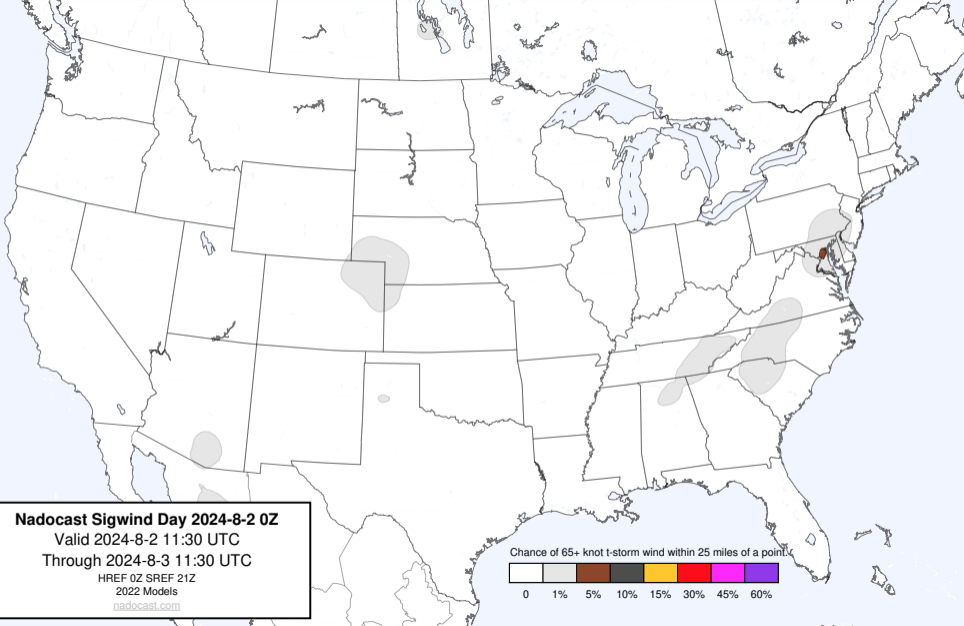 Nadocast Sigwind Day 2024-8-2 0Z
Valid 2024-8-2 11:30 UTC
Through 2024-8-3 11:30 UTC
HREF 0Z SREF 21Z
2022 Models
nadocast.com
Chance of 65+ knot t-storm wind within 25 miles of a point.
0 1% 5% 10% 15% 30% 45% 60%